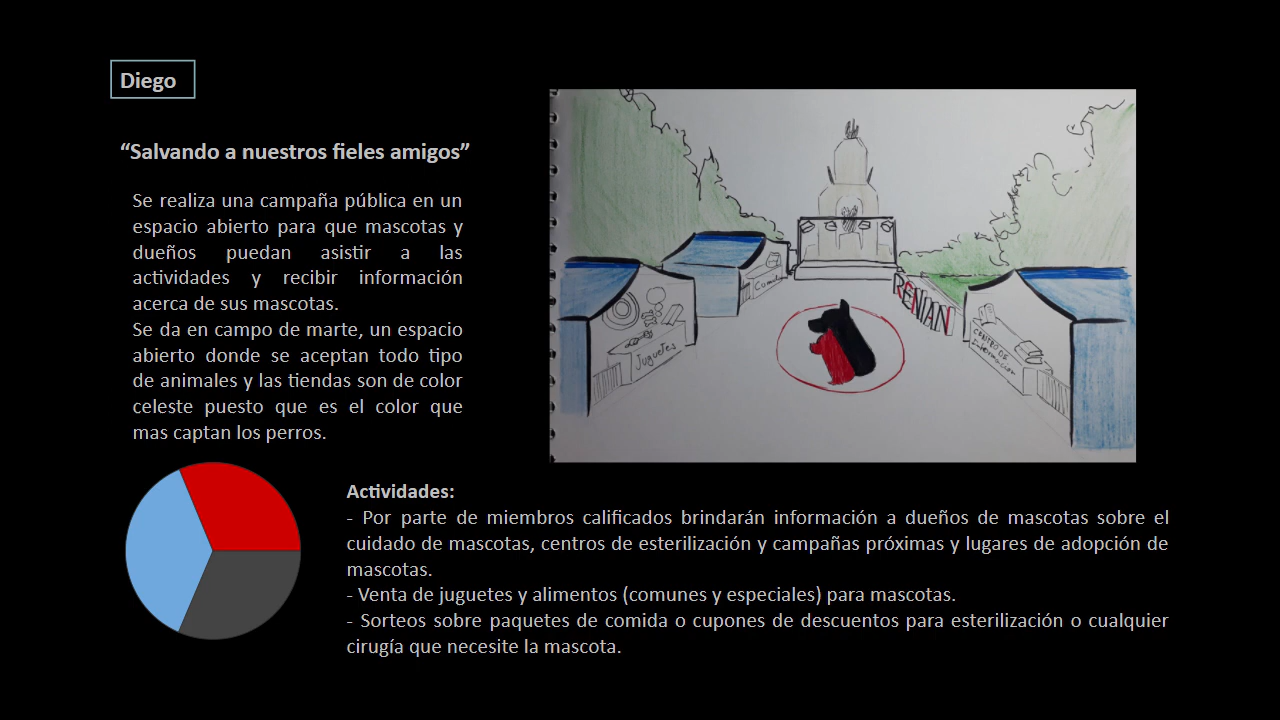 Diego
“Salvando a nuestros fieles amigos”
Se realiza una campaña pública en un
espacio abierto para que mascotas y
dueños puedan asistir a las
actividades y recibir información
acerca de sus mascotas.
Se da en campo de marte, un espacio
abierto donde se aceptan todo tipo
de animales y las tiendas son de color
celeste puesto que es el color que
mas captan los perros.
Juguetes
RENIAN
CENTRO DE
Información
Actividades:
- Por parte de miembros calificados brindarán información a dueños de mascotas sobre el
cuidado de mascotas, centros de esterilización y campañas próximas y lugares de adopción de
mascotas.
- Venta de juguetes y alimentos (comunes y especiales) para mascotas.
- Sorteos sobre paquetes de comida o cupones de descuentos para esterilización o cualquier
cirugía que necesite la mascota.